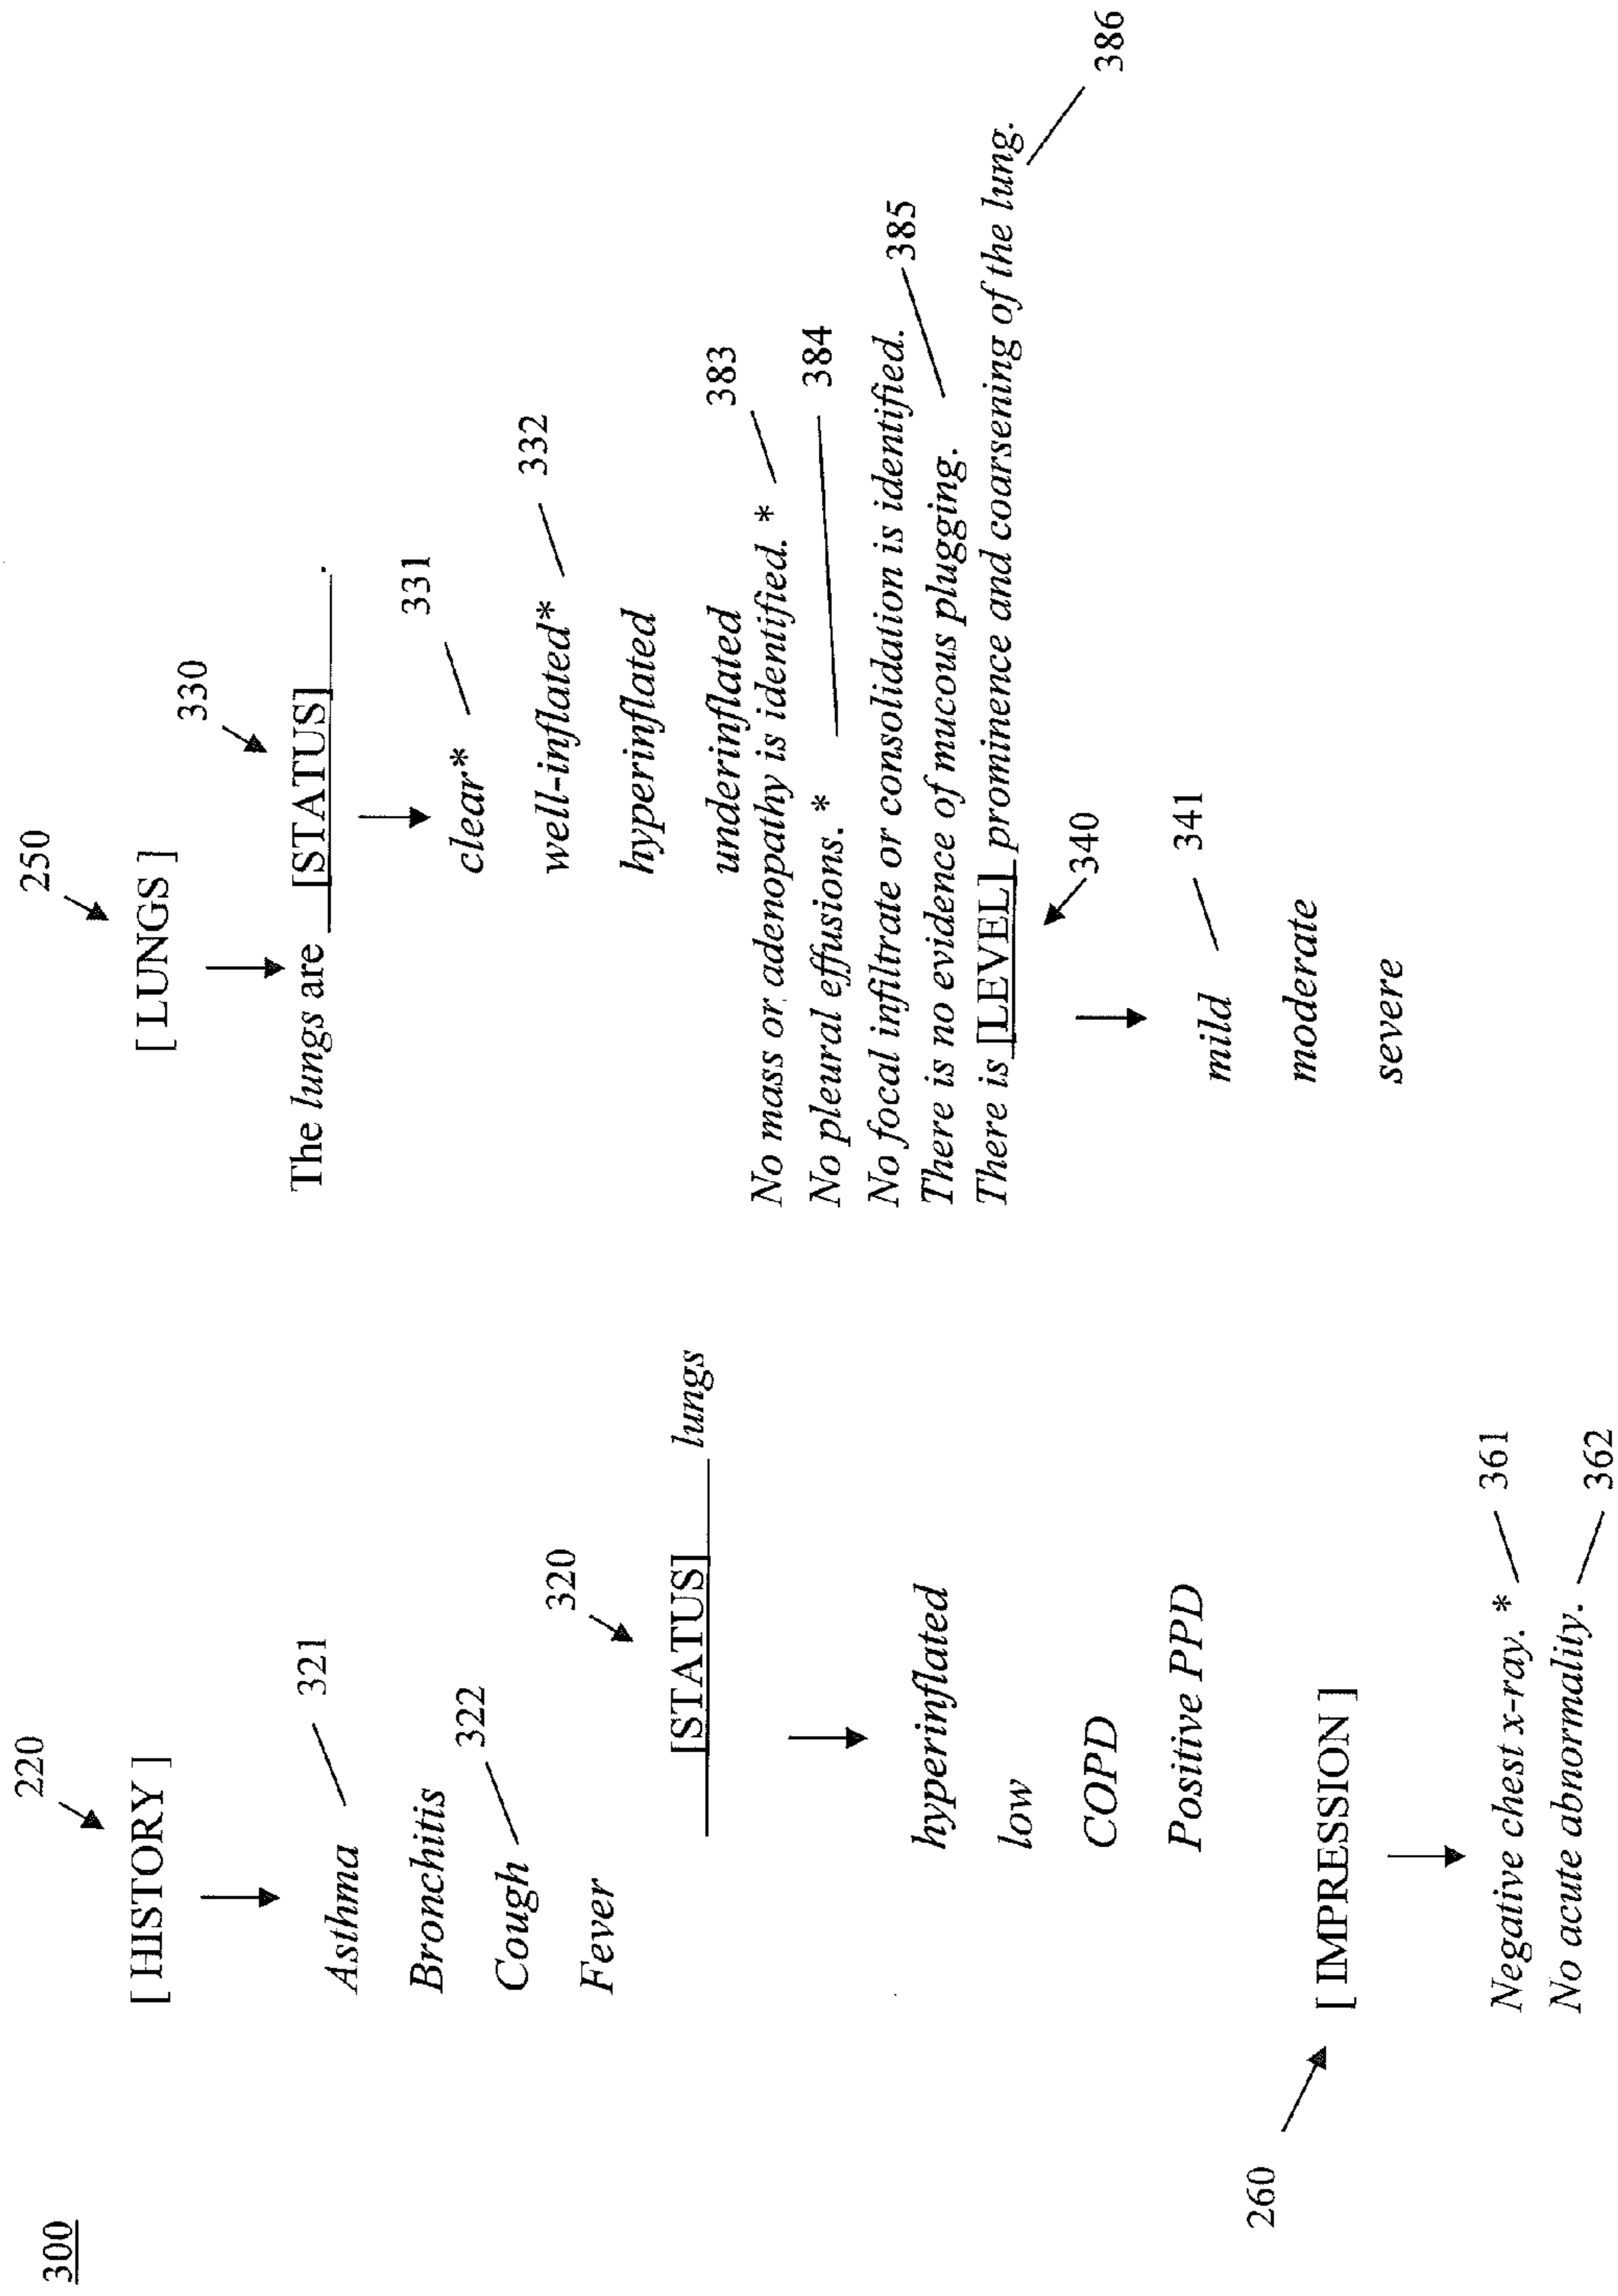 300
220
[ HISTORY ]
Asthma
321
Bronchitis
Cough
322
Fever
320
[STATUS] lungs
hyperinflated
low
COPD
Positive PPD
260
[ IMPRESSION ]
Negative chest x-ray. *
361
No acute abnormality.
362
250
[ LUNGS ]
330
The lungs are [STATUS] .
clear*
331
well-inflated*
332
hyperinflated
underinflated
No mass or adenopathy is identified. *
383
No pleural effusions. *
384
No focal infiltrate or consolidation is identified.
There is no evidence of mucous plugging.
385
There is [LEVEL] prominence and coarsening of the lung.
386
340
mild
341
moderate
severe